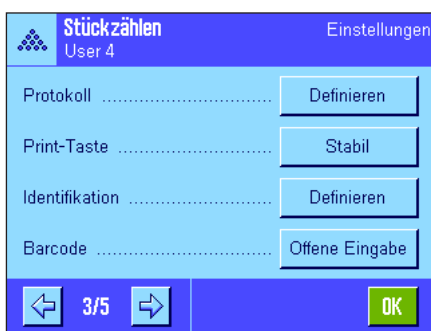 Stückzählen Einstellungen
User 4
Protokoll ............................ Definieren
Print-Taste ........................... Stabil
Identifikation ......................... Definieren
Barcode ............................... Offene Eingabe
3/5 OK